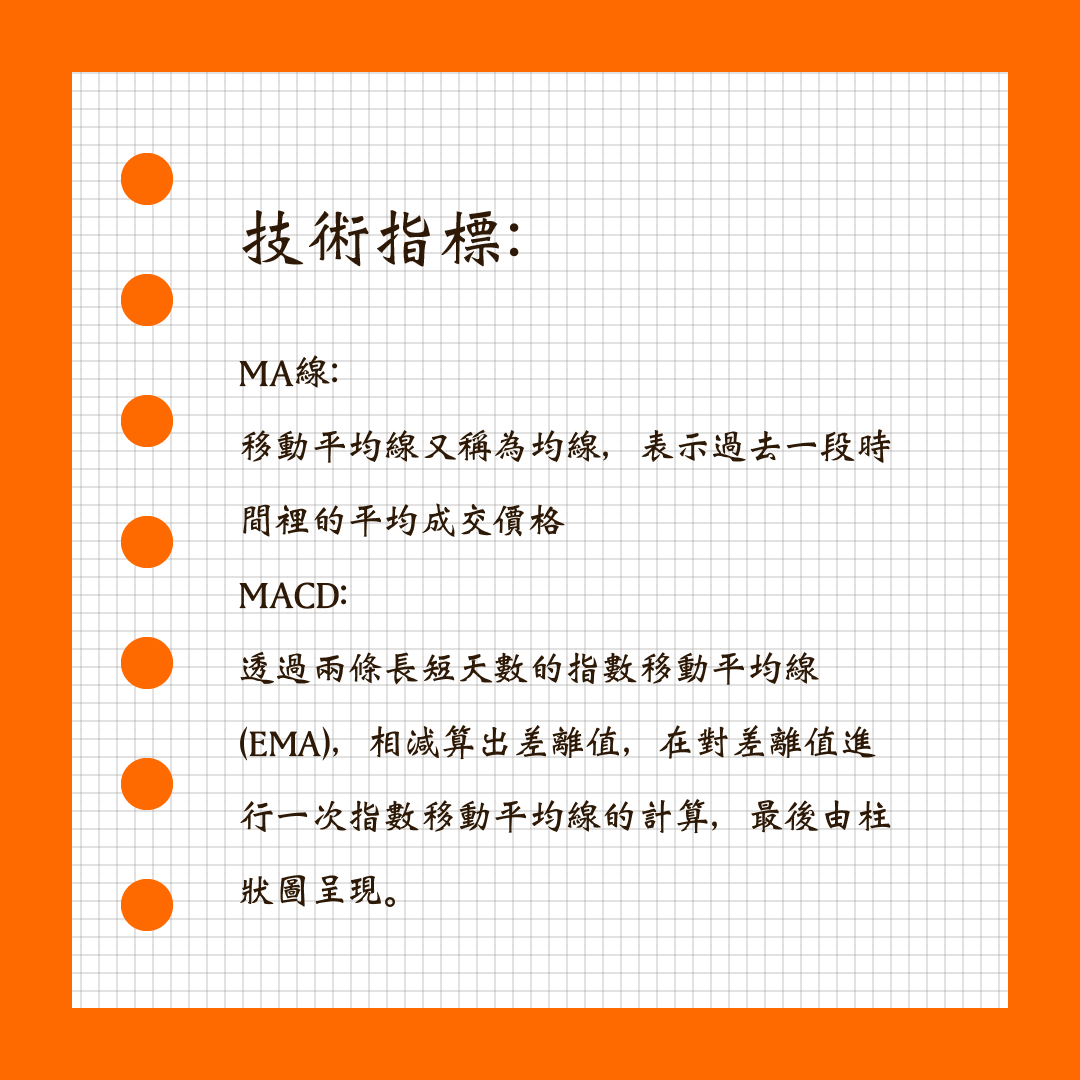 技術指標:
MA線:
移動平均線又稱為均線，表示過去一段時
間裡的平均成交價格
MACD:
透過兩條長短天數的指數移動平均線
(EMA)，相減算出差離值，在對差離值進
行一次指數移動平均線的計算，最後由柱
狀圖呈現。